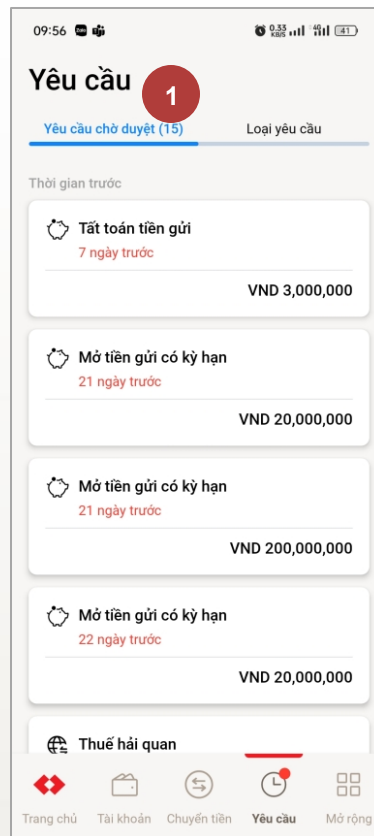 09:56 0.33 KB/S 4G 41
Yêu cầu
1
Yêu cầu chờ duyệt (15) Loại yêu cầu
Thời gian trước
Tất toán tiền gửi
7 ngày trước
VND 3,000,000
Mở tiền gửi có kỳ hạn
21 ngày trước
VND 20,000,000
Mở tiền gửi có kỳ hạn
21 ngày trước
VND 200,000,000
Mở tiền gửi có kỳ hạn
22 ngày trước
VND 20,000,000
Thuế hải quan
Trang chủ Tài khoản Chuyển tiền Yêu cầu Mở rộng